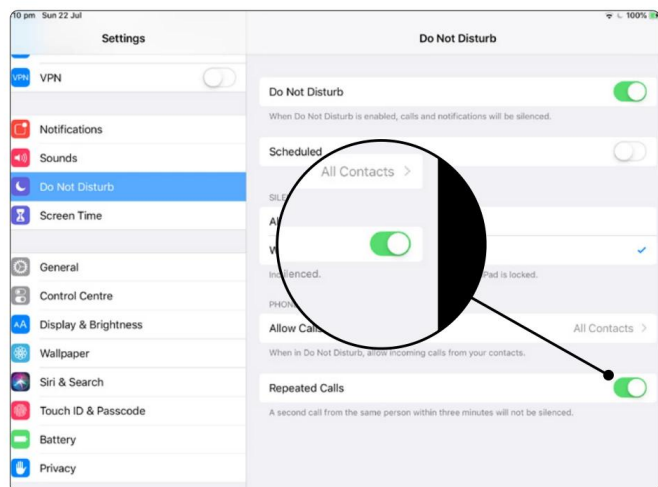 10 pm Sun 22 Jul
100%
Settings
VPN
VPN
Notifications
Sounds
Do Not Disturb
Screen Time
General
Control Centre
AA
Display & Brightness
Wallpaper
Siri & Search
Touch ID & Passcode
Battery
Privacy
Do Not Disturb
Do Not Disturb
When Do Not Disturb is enabled, calls and notifications will be silenced.
Scheduled
All Contacts >
SILE
Al
W
ilenced.
Pad is locked.
PHON
Allow Calls
All Contacts >
When in Do Not Disturb, allow incoming calls from your contacts.
Repeated Calls
A second call from the same person within three minutes will not be silenced.